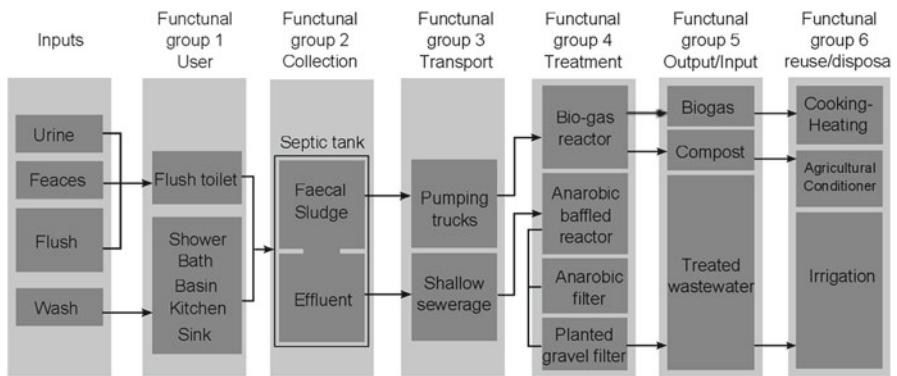 Inputs
Functunal
group 1
User
Functunal
group 2
Collection
Functunal
group 3
Transport
Functunal
group 4
Treatment
Functunal
group 5
Output/Input
Functunal
group 6
reuse/disposa
Urine
Feaces
Flush
Wash
Flush toilet
Shower
Bath
Basin
Kitchen
Sink
Septic tank
Faecal
Sludge
Effluent
Pumping
trucks
Shallow
sewerage
Bio-gas
reactor
Anarobic
baffled
reactor
Anarobic
filter
Planted
gravel filter
Biogas
Compost
Treated
wastewater
Cooking-
Heating
Agricultural
Conditioner
Irrigation